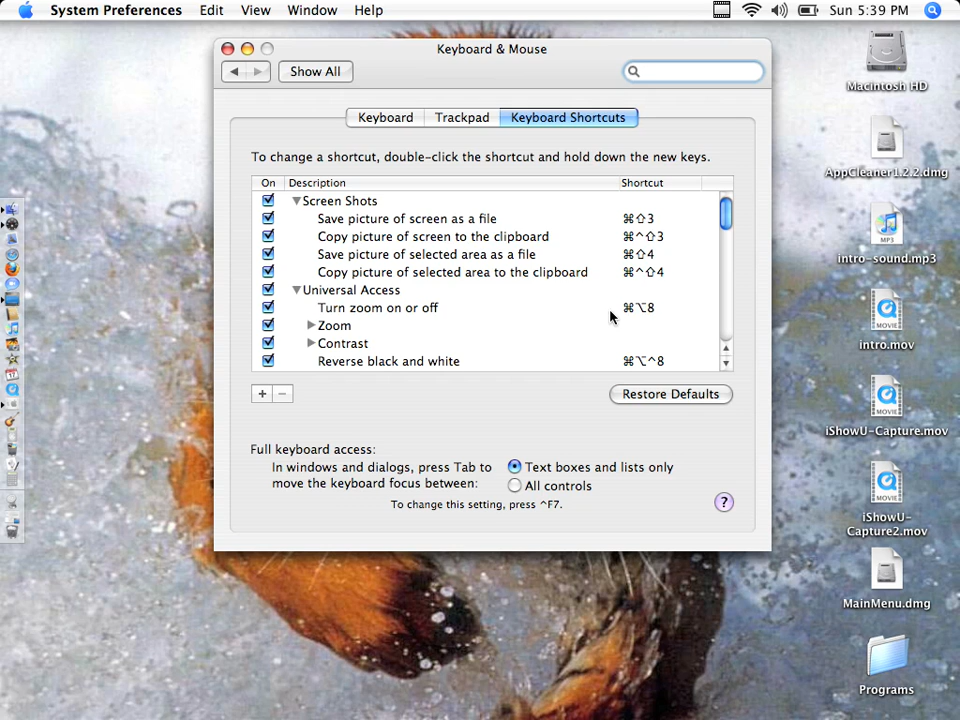 System Preferences Edit View Window Help Sun 5:39 PM
Keyboard & Mouse
Show All
Keyboard Trackpad Keyboard Shortcuts
To change a shortcut, double-click the shortcut and hold down the new keys.
On Description Shortcut
Screen Shots
Save picture of screen as a file ⌘⇧3
Copy picture of screen to the clipboard ⌘^⇧3
Save picture of selected area as a file ⌘⇧4
Copy picture of selected area to the clipboard ⌘^⇧4
Universal Access
Turn zoom on or off ⌘⌥8
Zoom
Contrast
Reverse black and white ⌘⌥^8
+ −
Restore Defaults
Full keyboard access:
In windows and dialogs, press Tab to
move the keyboard focus between:
Text boxes and lists only
All controls
To change this setting, press ^F7.
?
Macintosh HD
AppCleaner1.2.2.dmg
MP3
intro-sound.mp3
MOVIE
intro.mov
MOVIE
iShowU-Capture.mov
MOVIE
iShowU-
Capture2.mov
MainMenu.dmg
Programs